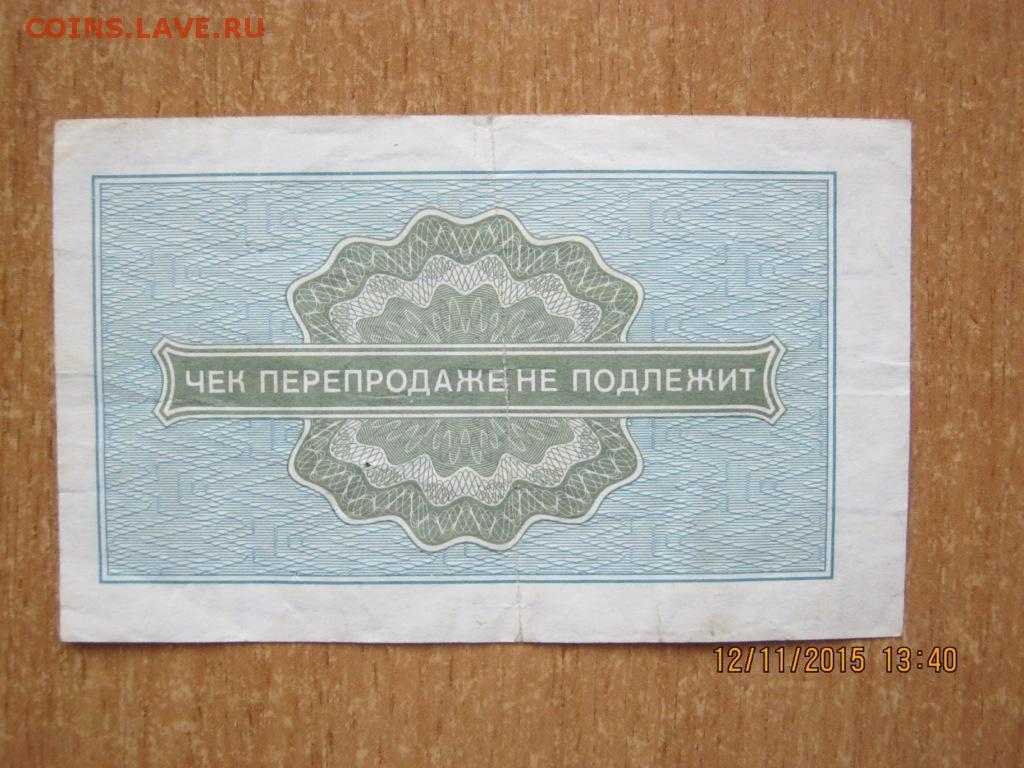 COINS.LAVE.RU
ЧЕК ПЕРЕПРОДАЖЕ НЕ ПОДЛЕЖИТ
12/11/2015 13:40